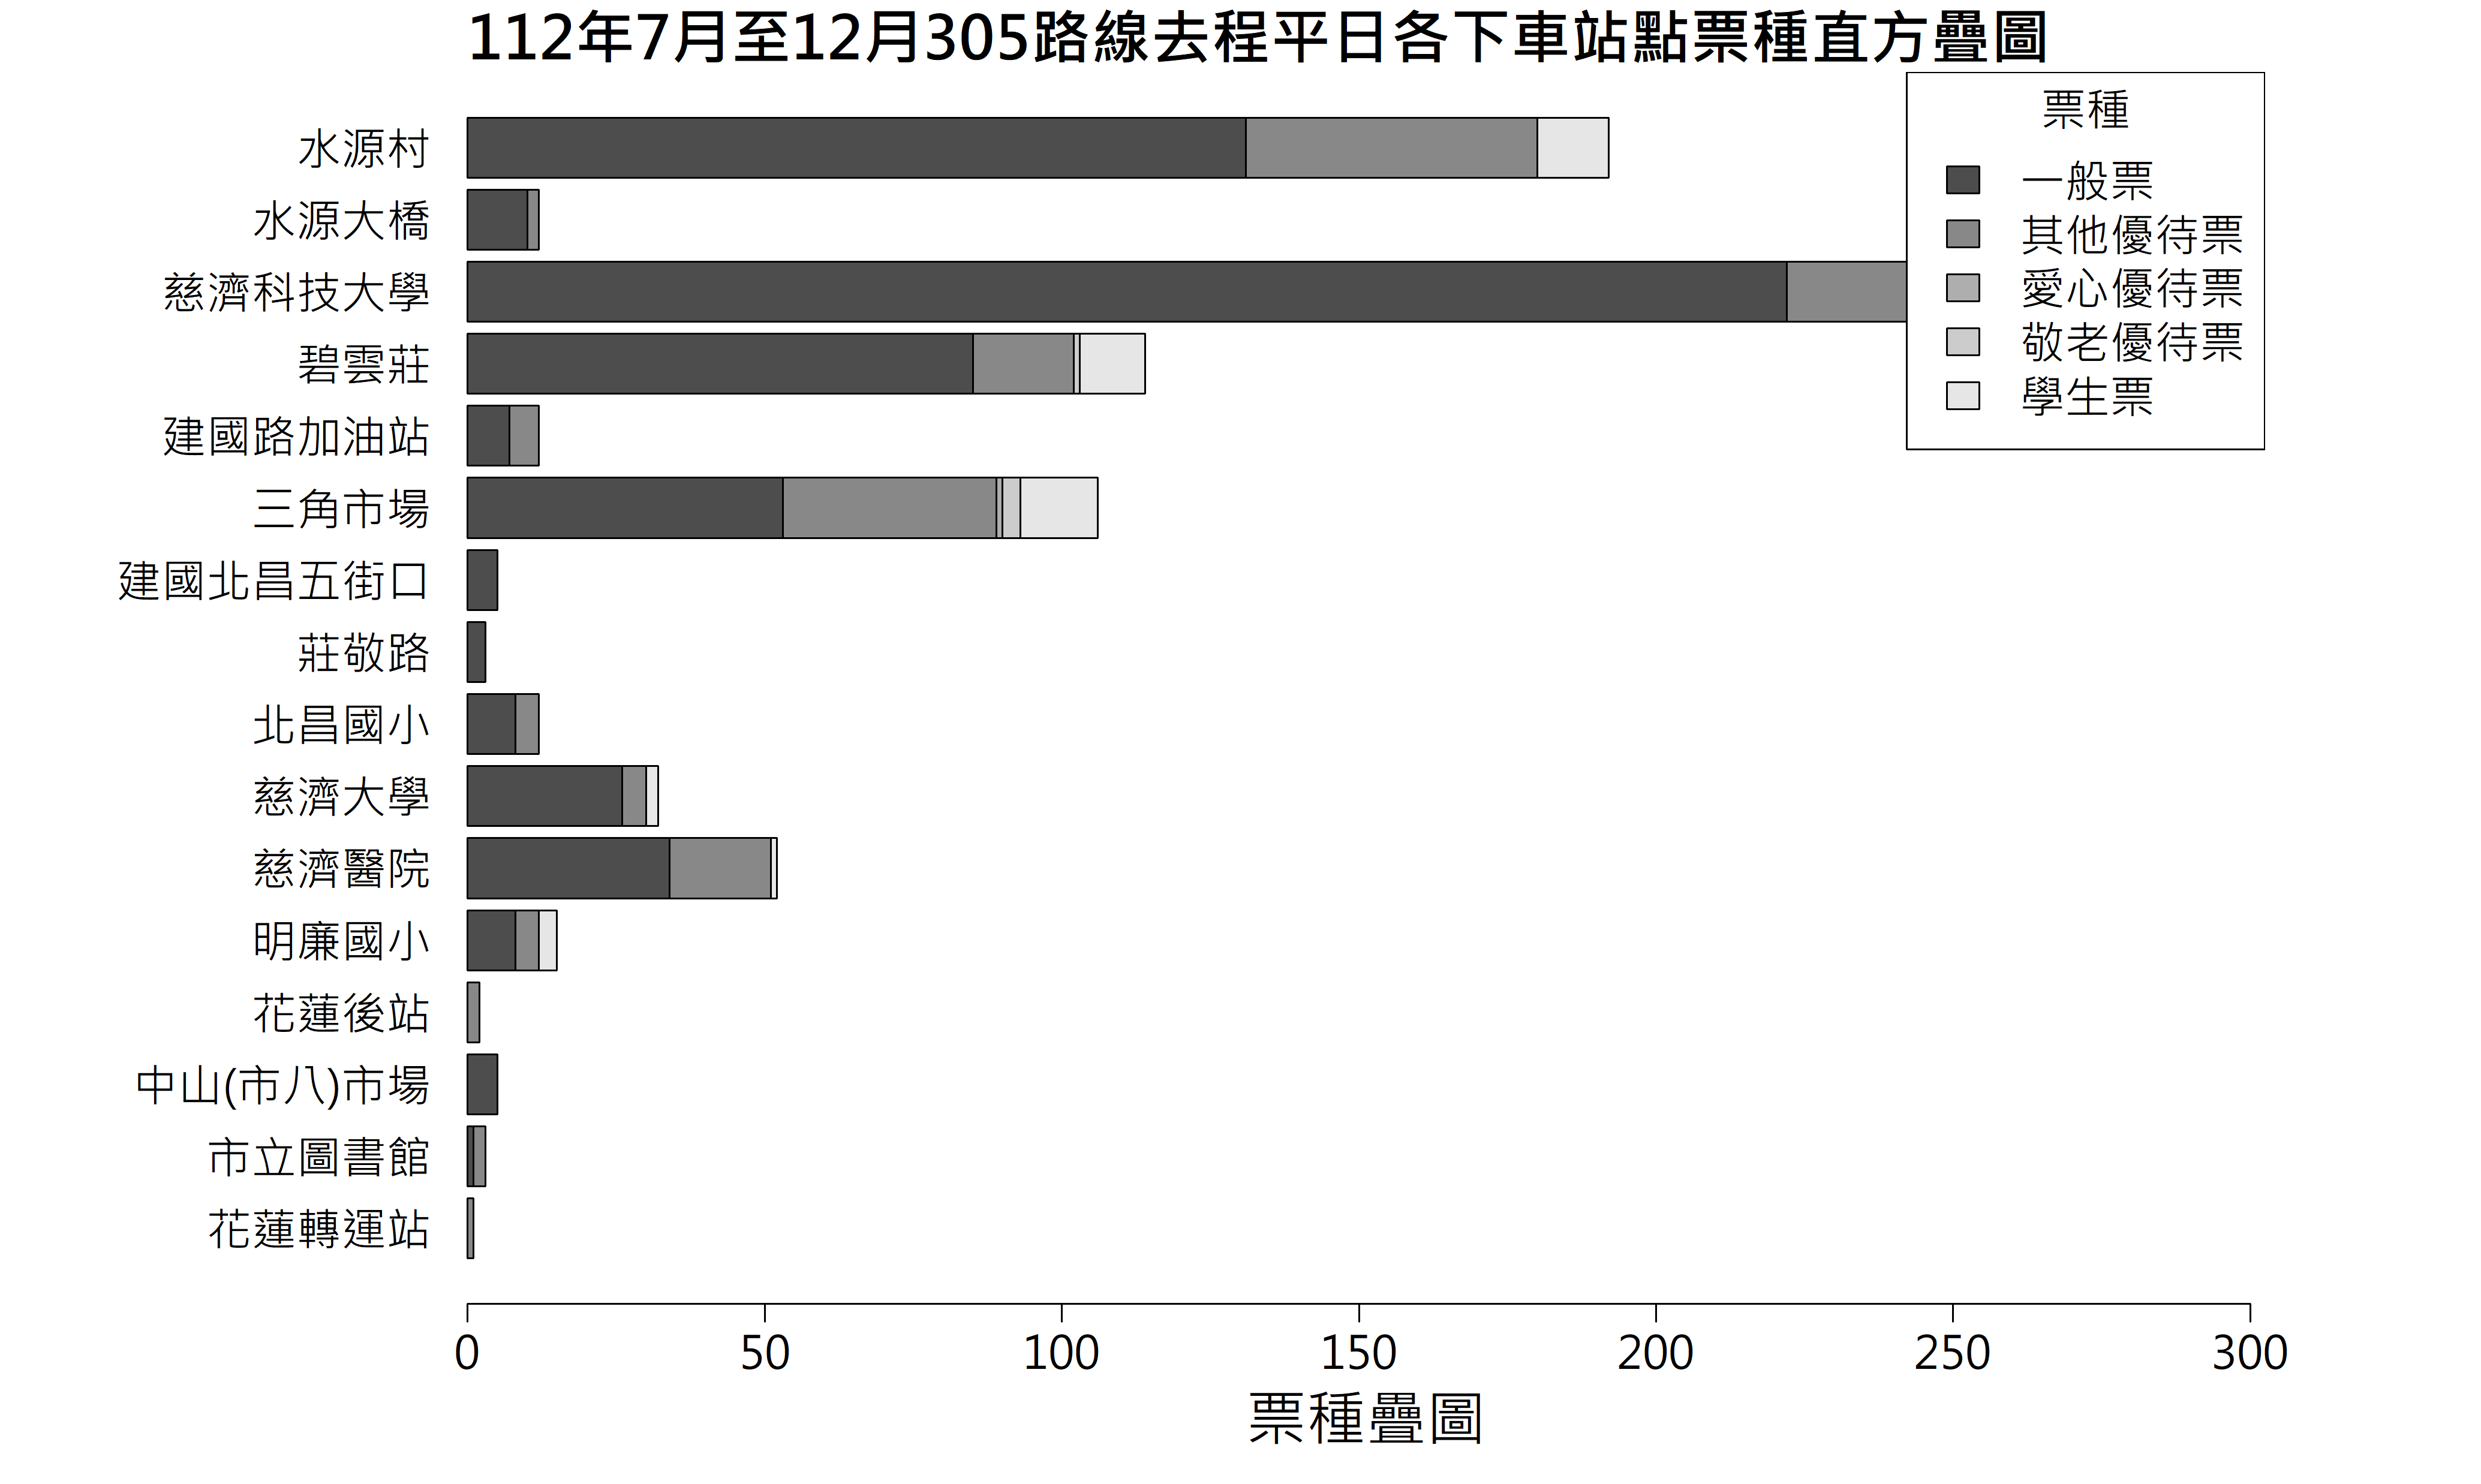 112年7月至12月305路線去程平日各下車站點票種直方疊圖
票種
一般票
其他優待票
愛心優待票
敬老優待票
學生票
水源村
水源大橋
慈濟科技大學
碧雲莊
建國路加油站
三角市場
建國北昌五街口
莊敬路
北昌國小
慈濟大學
慈濟醫院
明廉國小
花蓮後站
中山(市八)市場
市立圖書館
花蓮轉運站
0 50 100 150 200 250 300
票種疊圖